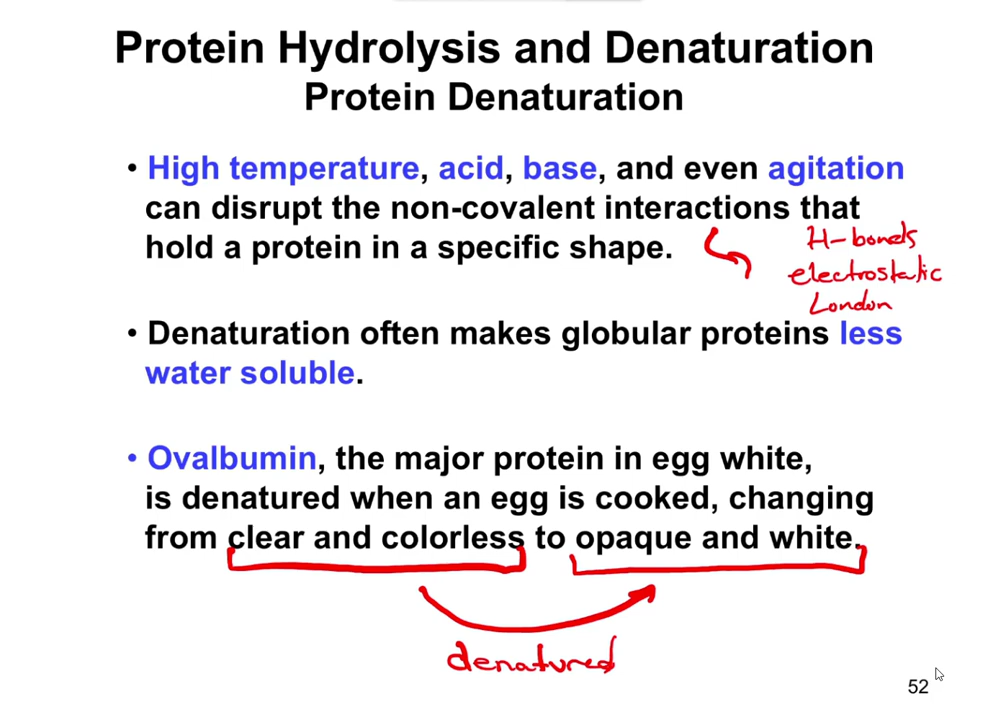 Protein Hydrolysis and Denaturation
Protein Denaturation
• High temperature, acid, base, and even agitation
can disrupt the non-covalent interactions that
hold a protein in a specific shape.
H-bonds
electrostatic
London
• Denaturation often makes globular proteins less
water soluble.
• Ovalbumin, the major protein in egg white,
is denatured when an egg is cooked, changing
from clear and colorless to opaque and white.
denatured
52